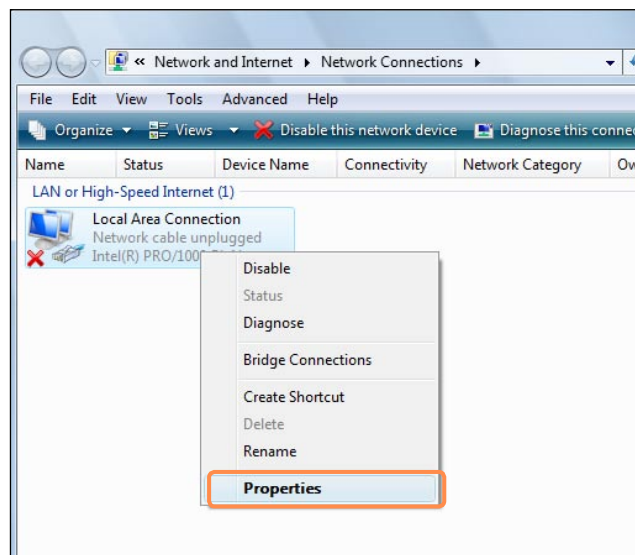 « Network and Internet ▸ Network Connections ▸
File Edit View Tools Advanced Help
Organize Views Disable this network device Diagnose this
Name Status Device Name Connectivity Network Category
LAN or High-Speed Internet (1)
Local Area Connection
Network cable unplugged
Intel(R) PRO/100
Disable
Status
Diagnose
Bridge Connections
Create Shortcut
Delete
Rename
Properties